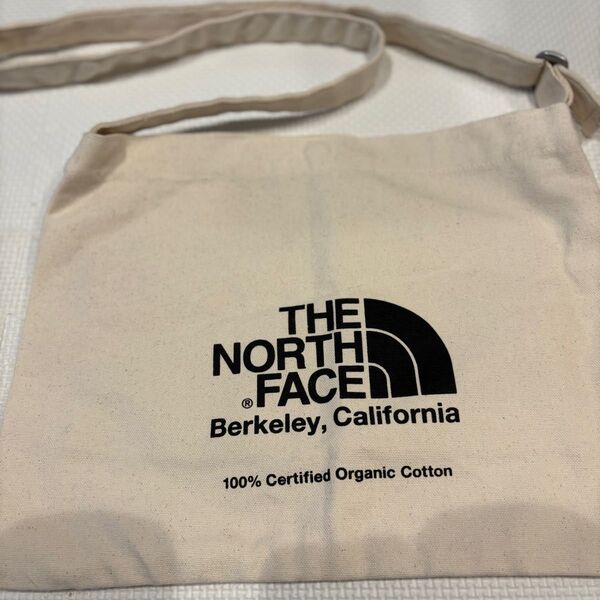 THE
NORTH
® FACE
Berkeley, California
100% Certified Organic Cotton